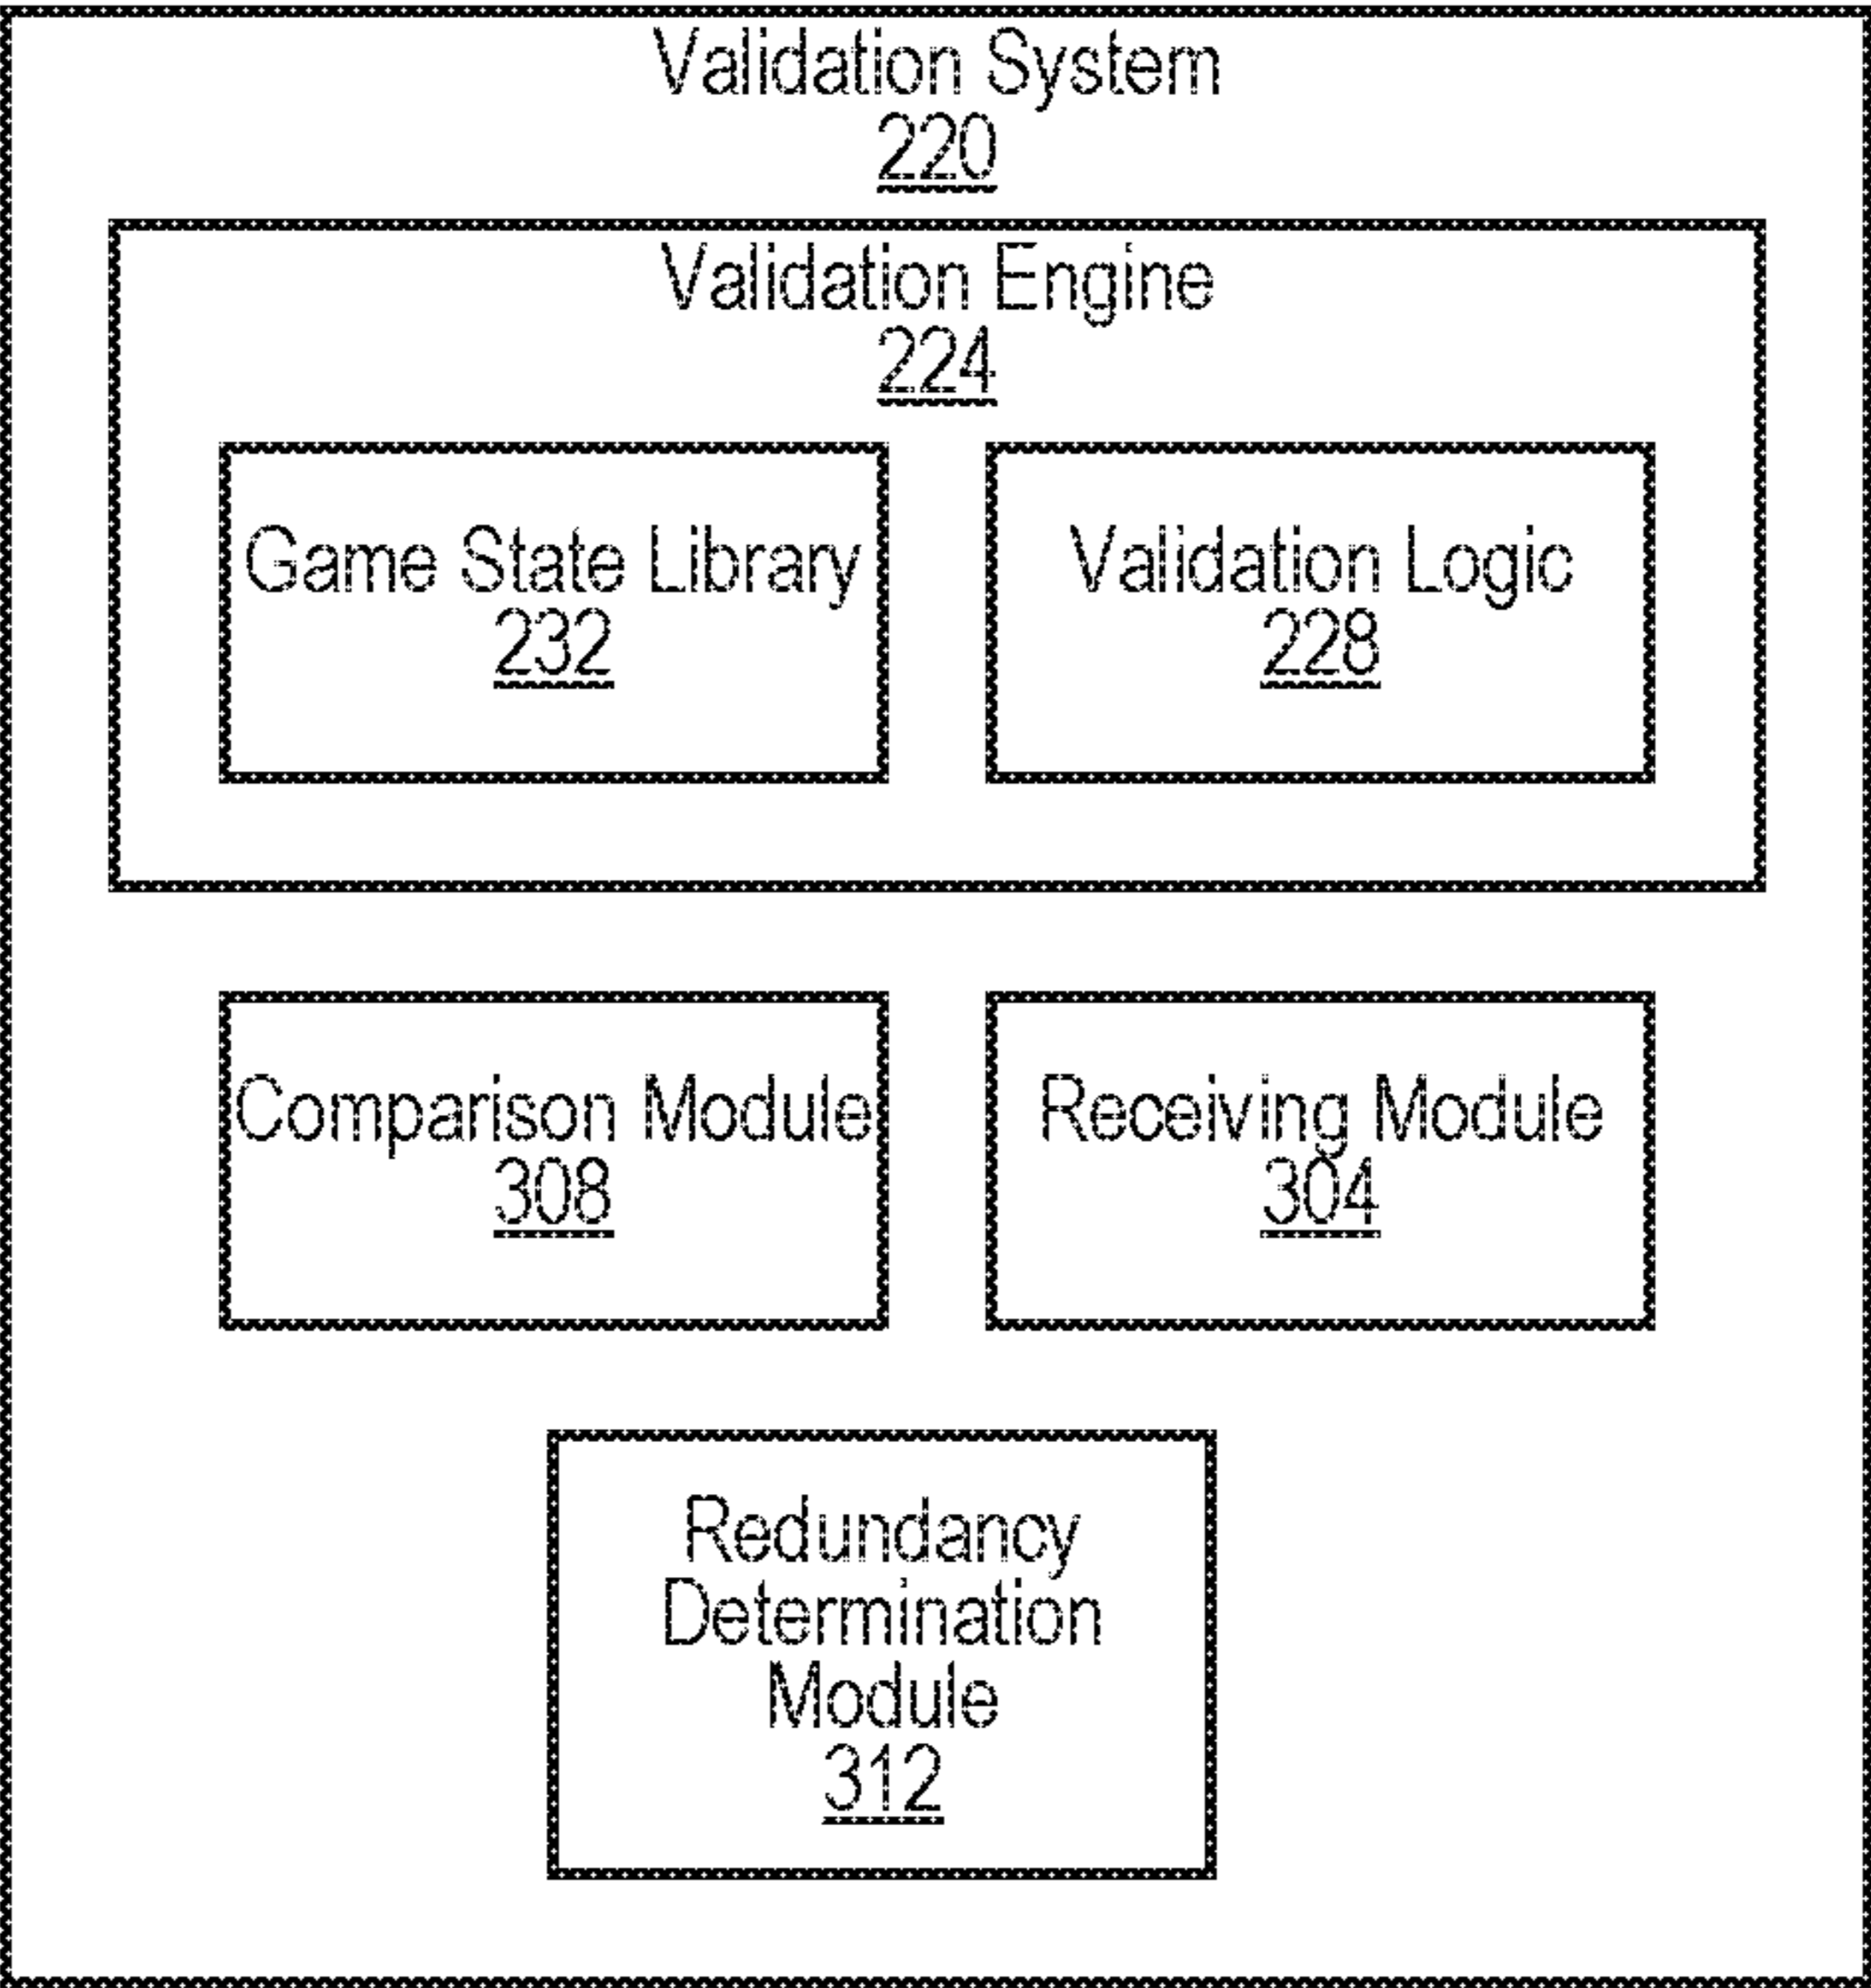 Validation System
220
Validation Engine
224
Game State Library
232
Validation Logic
228
Comparison Module
308
Receiving Module
304
Redundancy
Determination
Module
312